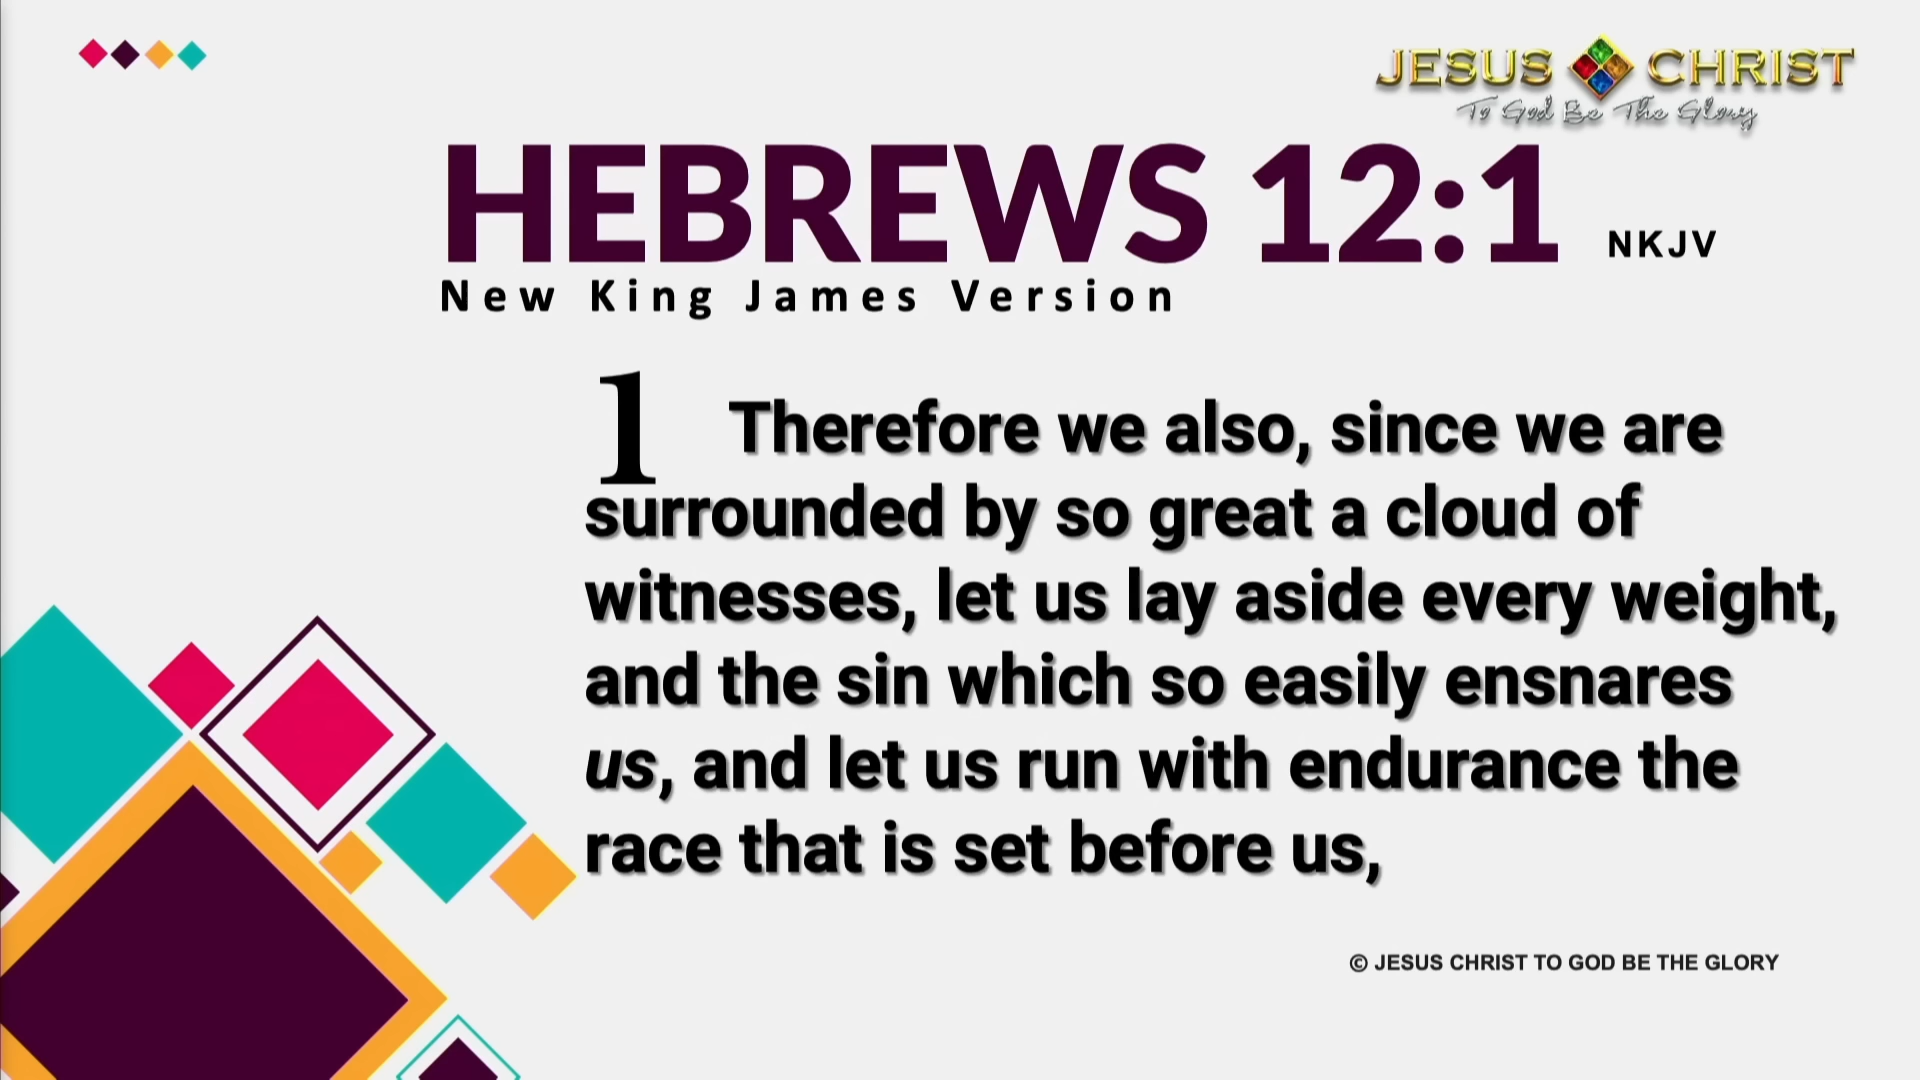 JESUS CHRIST
To God Be The Glory
HEBREWS 12:1 NKJV
New King James Version
1 Therefore we also, since we are
surrounded by so great a cloud of
witnesses, let us lay aside every weight,
and the sin which so easily ensnares
us, and let us run with endurance the
race that is set before us,
© JESUS CHRIST TO GOD BE THE GLORY